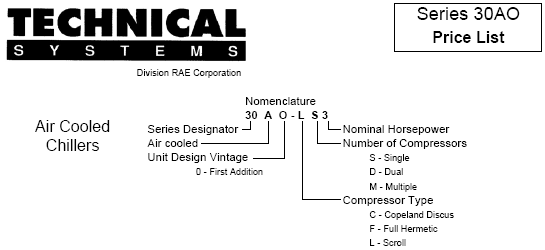 TECHNICAL
SYSTEMS
Division RAE Corporation
Series 30AO
Price List
Air Cooled
Chillers
Nomenclature
30 A O - L S 3
Series Designator
Air cooled
Unit Design Vintage
0 - First Addition
Nominal Horsepower
Number of Compressors
S - Single
D - Dual
M - Multiple
Compressor Type
C - Copeland Discus
F - Full Hermetic
L - Scroll